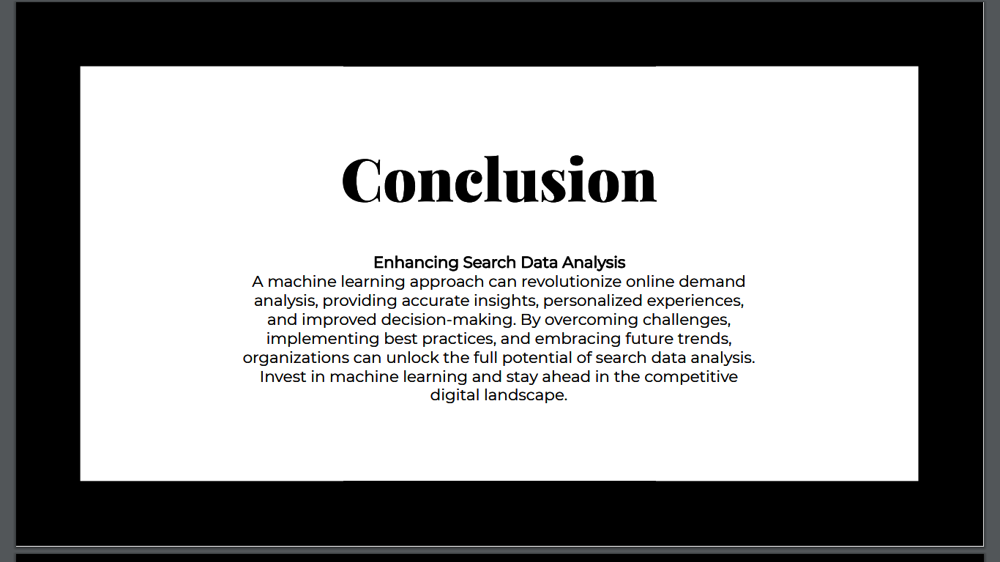 Conclusion
Enhancing Search Data Analysis
A machine learning approach can revolutionize online demand
analysis, providing accurate insights, personalized experiences,
and improved decision-making. By overcoming challenges,
implementing best practices, and embracing future trends,
organizations can unlock the full potential of search data analysis.
Invest in machine learning and stay ahead in the competitive
digital landscape.